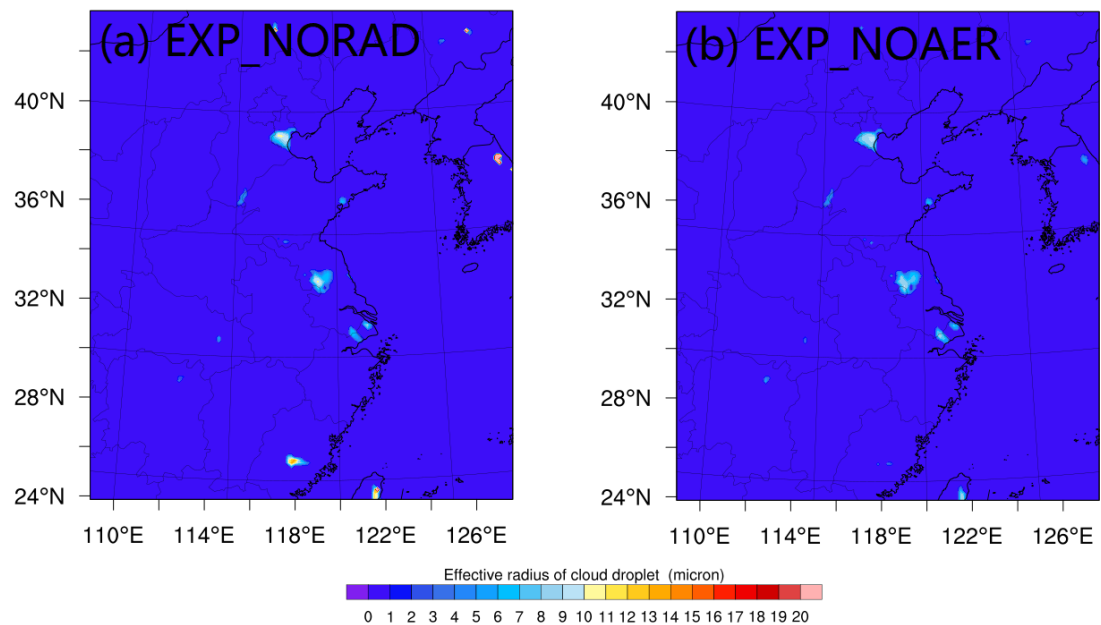 (a) EXP_NORAD
(b) EXP_NOAER
40°N
40°N
36°N
36°N
32°N
32°N
28°N
28°N
24°N
24°N
110°E 114°E 118°E 122°E 126°E
110°E 114°E 118°E 122°E 126°E
Effective radius of cloud droplet (micron)
0 1 2 3 4 5 6 7 8 9 10 11 12 13 14 15 16 17 18 19 20